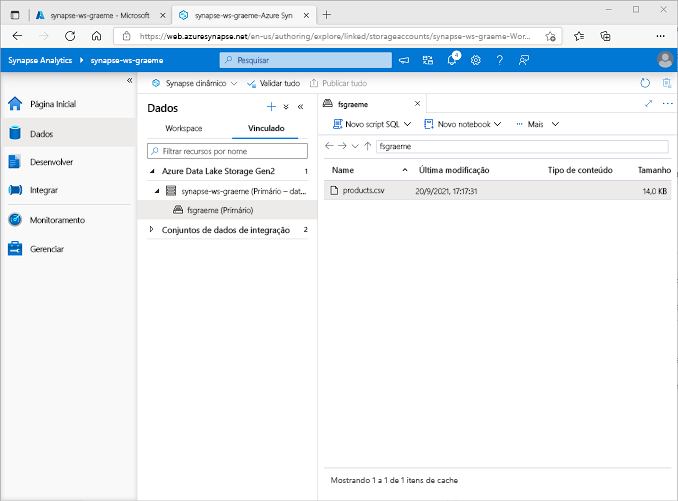 synapse-ws-graeme - Microsoft
synapse-ws-graeme-Azure Syn
https://web.azuresynapse.net/en-us/authoring/explore/linked/storageaccounts/synapse-ws-graeme-Wor...
Synapse Analytics > synapse-ws-graeme
Pesquisar
4
?
Página Inicial
Dados
Desenvolver
Integrar
Monitoramento
Gerenciar
Synapse dinâmico
Validar tudo
Publicar tudo
Dados
Workspace
Vinculado
Filtrar recursos por nome
Azure Data Lake Storage Gen2 1
synapse-ws-graeme (Primário – dat...
fsgraeme (Primário)
Conjuntos de dados de integração 2
fsgraeme
Novo script SQL
Novo notebook
Mais
fsgraeme
Name Última modificação Tipo de conteúdo Tamanho
products.csv 20/9/2021, 17:17:31 14,0 KB
Mostrando 1 a 1 de 1 itens de cache